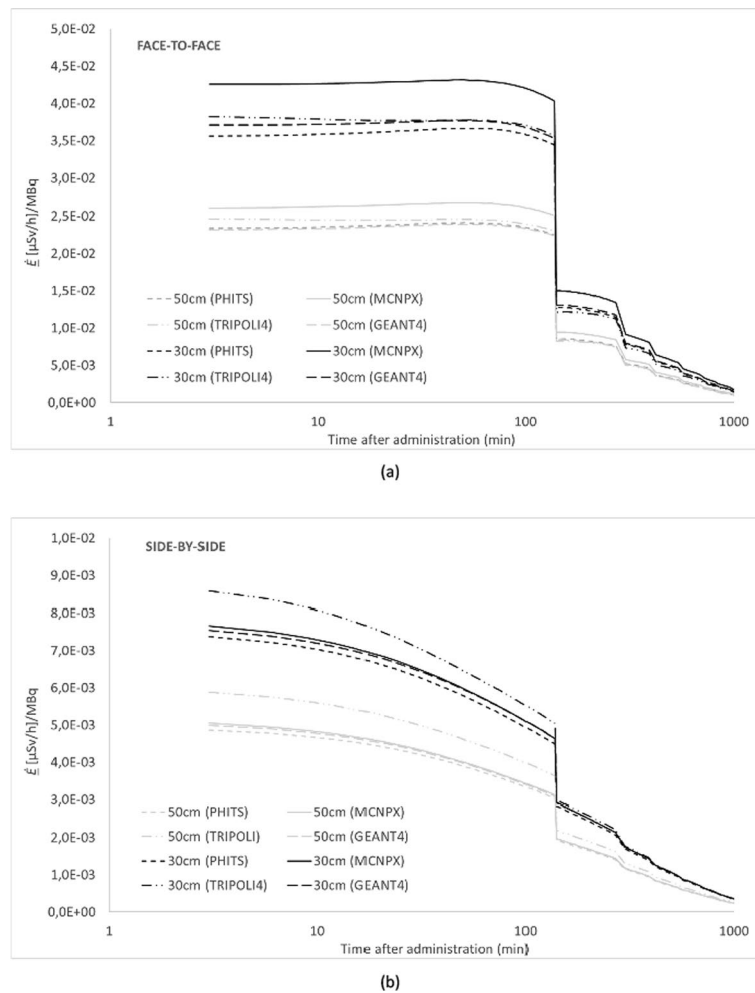 FACE-TO-FACE
5,0E-02
4,5E-02
4,0E-02
3,5E-02
3,0E-02
2,5E-02
2,0E-02
1,5E-02
1,0E-02
5,0E-03
0,0E+00
Ė [µSv/h]/MBq
50cm (PHITS) 50cm (MCNPX)
50cm (TRIPOLI4) 50cm (GEANT4)
30cm (PHITS) 30cm (MCNPX)
30cm (TRIPOLI4) 30cm (GEANT4)
1 10 100 1000
Time after administration (min)
(a)
SIDE-BY-SIDE
1,0E-02
9,0E-03
8,0E-03
7,0E-03
6,0E-03
5,0E-03
4,0E-03
3,0E-03
2,0E-03
1,0E-03
0,0E+00
Ė [µSv/h]/MBq
50cm (PHITS) 50cm (MCNPX)
50cm (TRIPOLI) 50cm (GEANT4)
30cm (PHITS) 30cm (MCNPX)
30cm (TRIPOLI4) 30cm (GEANT4)
1 10 100 1000
Time after administration (min)
(b)